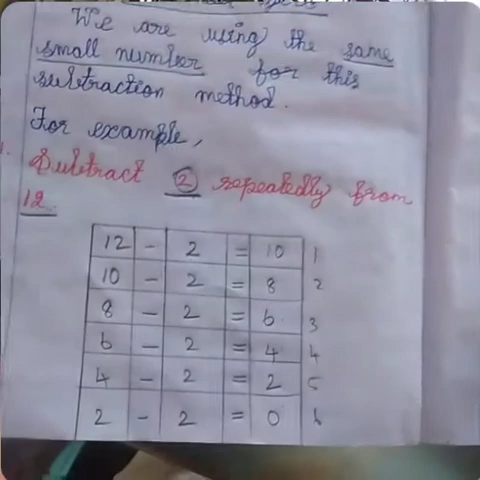 We are using the same
small number for this
subtraction method.
For example,
1. Subtract 2 repeatedly from
12.
12 - 2 = 10 1
10 - 2 = 8 2
8 - 2 = 6 3
6 - 2 = 4 4
4 - 2 = 2 5
2 - 2 = 0 6